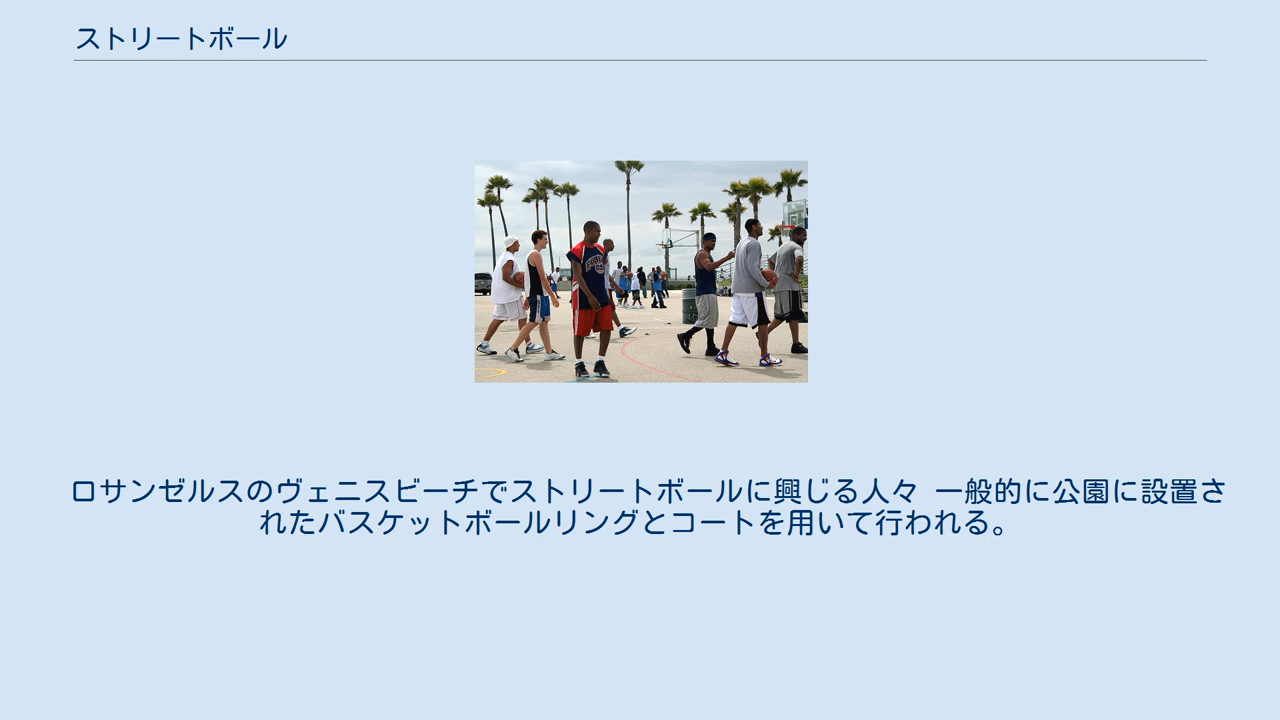 ストリートボール
ロサンゼルスのヴェニスビーチでストリートボールに興じる人々 一般的に公園に設置さ
れたバスケットボールリングとコートを用いて行われる。